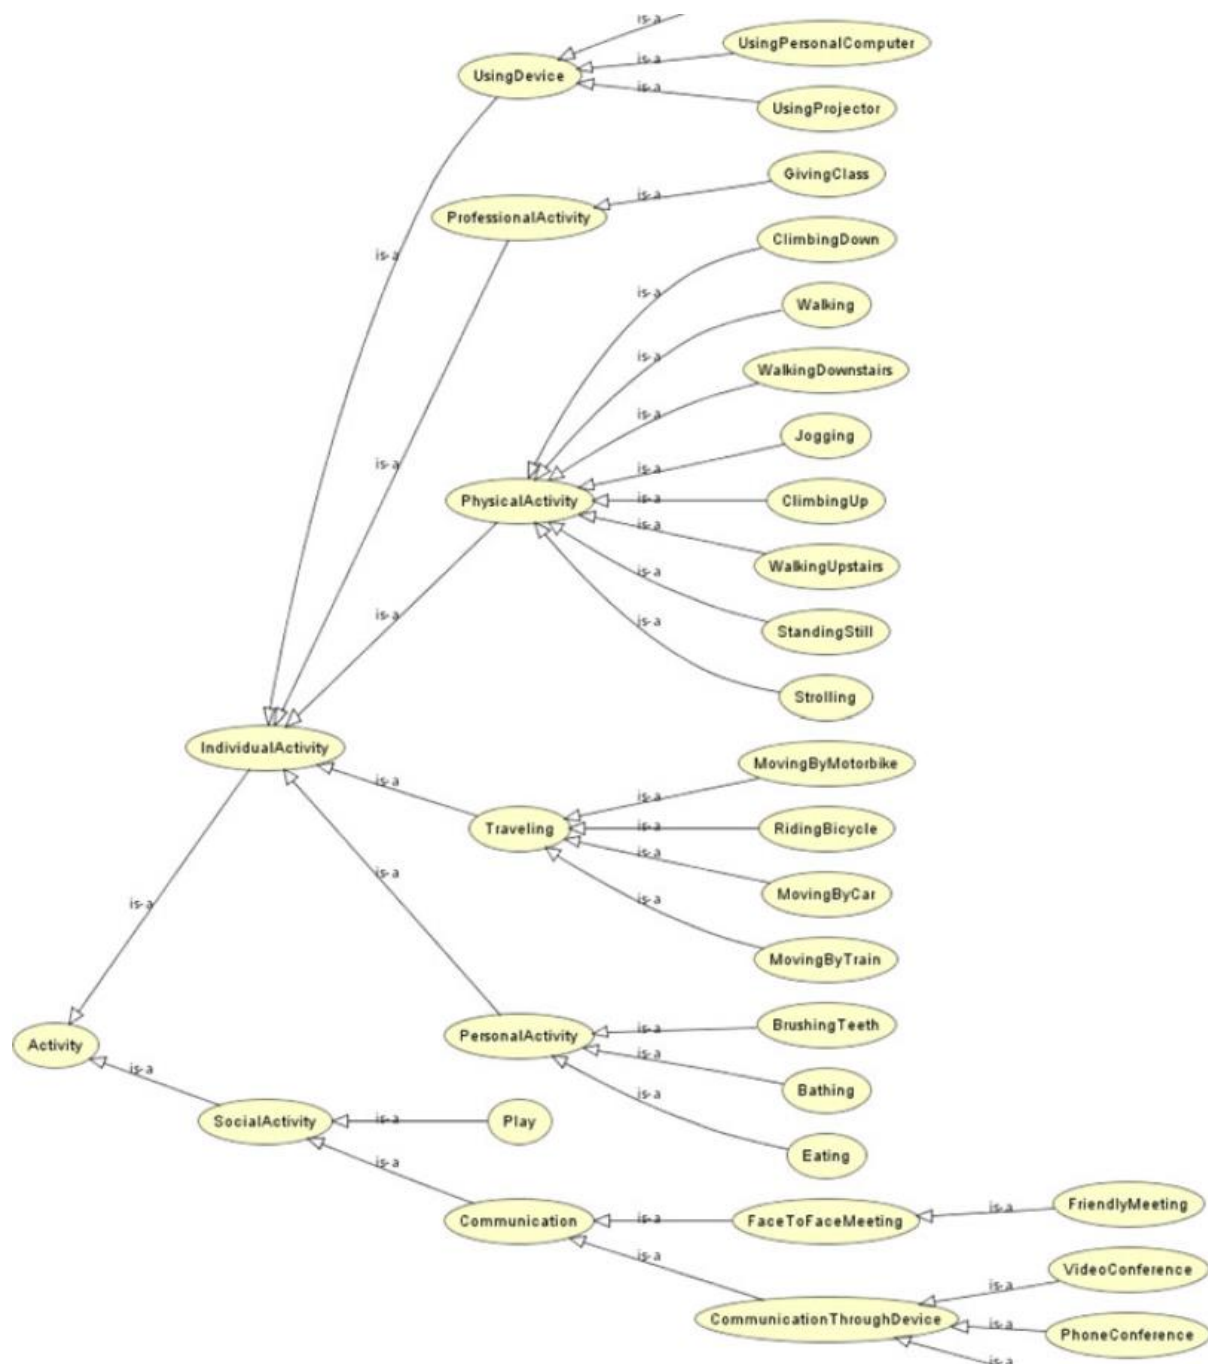 is-a
UsingPersonalComputer
is-a
UsingDevice
is-a
UsingProjector
GivingClass
is-a
ProfessionalActivity
ClimbingDown
is-a
is-a
Walking
is-a
WalkingDownstairs
is-a
Jogging
is-a
is-a
PhysicalActivity
is-a
ClimbingUp
is-a
WalkingUpstairs
is-a
is-a
StandingStill
is-a
Strolling
IndividualActivity
MovingByMotorbike
is-a
is-a
Traveling
is-a
RidingBicycle
is-a
is-a
MovingByCar
is-a
is-a
MovingByTrain
PersonalActivity
is-a
BrushingTeeth
Activity
is-a
is-a
Bathing
is-a
SocialActivity
is-a
Play
Eating
is-a
Communication
is-a
FaceToFaceMeeting
is-a
FriendlyMeeting
is-a
VideoConference
is-a
CommunicationThroughDevice
is-a
PhoneConference
is-a